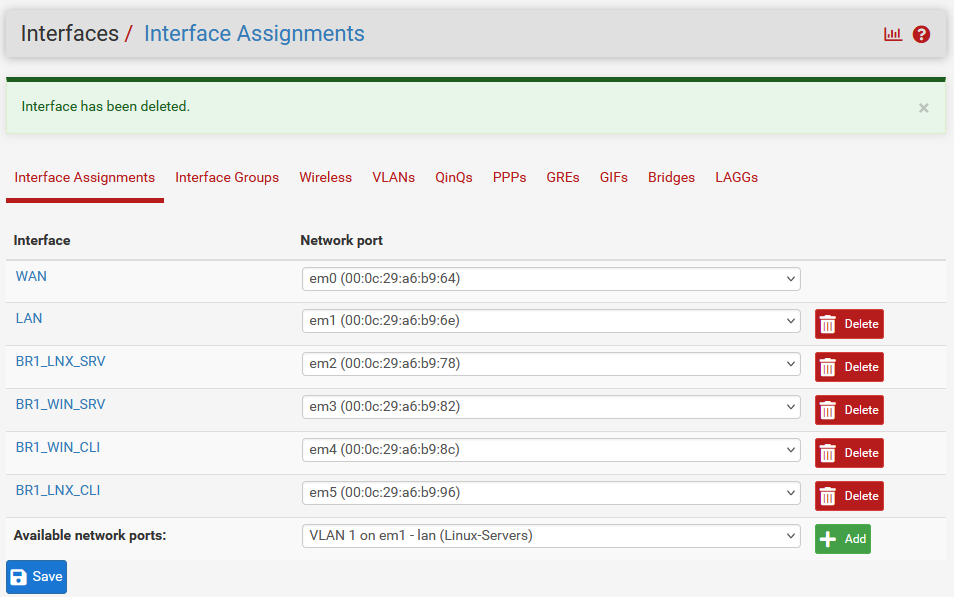 Interfaces / Interface Assignments
Interface has been deleted.
×
Interface Assignments Interface Groups Wireless VLANs QinQs PPPs GREs GIFs Bridges LAGGs
Interface Network port
WAN em0 (00:0c:29:a6:b9:64)
LAN em1 (00:0c:29:a6:b9:6e) Delete
BR1_LNX_SRV em2 (00:0c:29:a6:b9:78) Delete
BR1_WIN_SRV em3 (00:0c:29:a6:b9:82) Delete
BR1_WIN_CLI em4 (00:0c:29:a6:b9:8c) Delete
BR1_LNX_CLI em5 (00:0c:29:a6:b9:96) Delete
Available network ports: VLAN 1 on em1 - lan (Linux-Servers) Add
Save